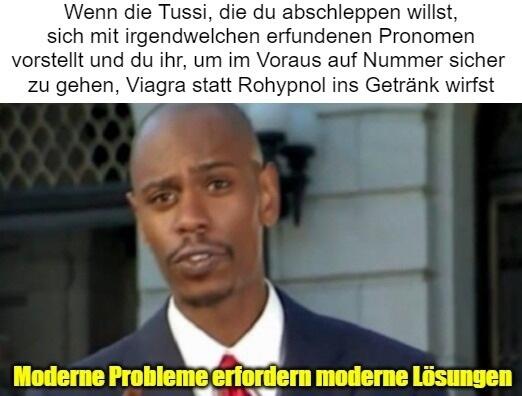 Wenn die Tussi, die du abschleppen willst,
sich mit irgendwelchen erfundenen Pronomen
vorstellt und du ihr, um im Voraus auf Nummer sicher
zu gehen, Viagra statt Rohypnol ins Getränk wirfst
Moderne Probleme erfordern moderne Lösungen